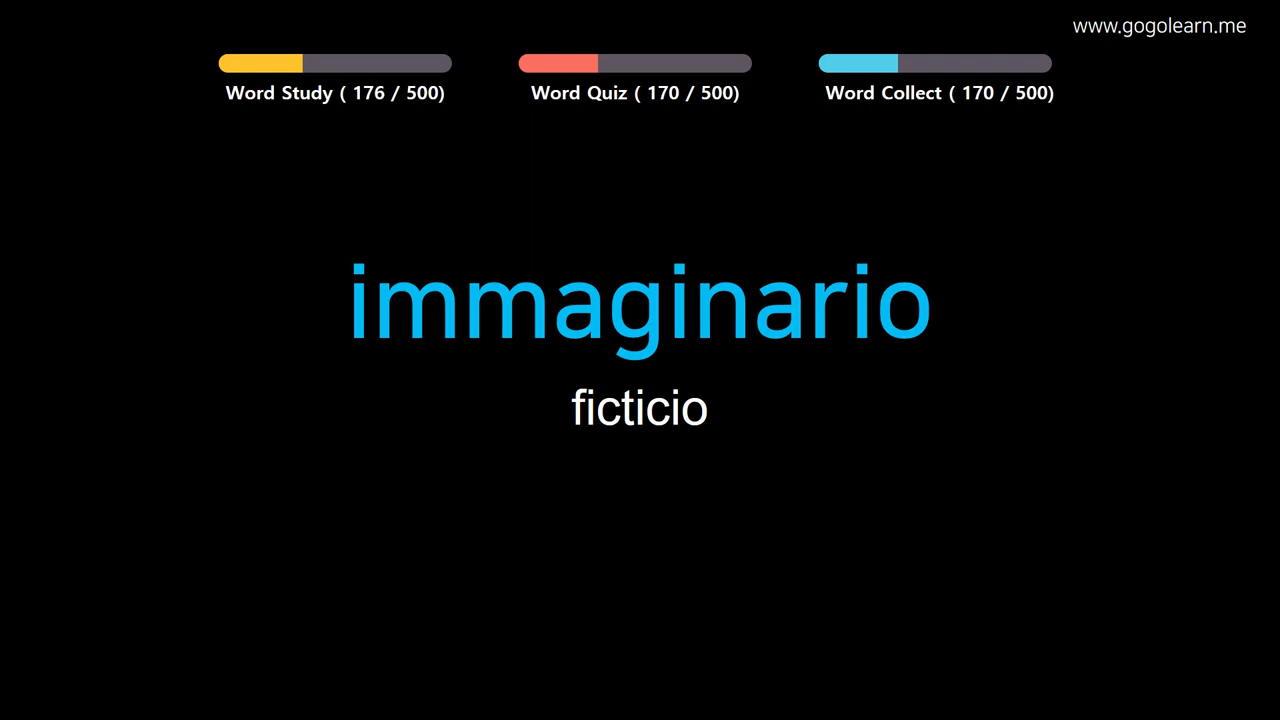 www.gogolearn.me
Word Study ( 176 / 500)
Word Quiz ( 170 / 500)
Word Collect ( 170 / 500)
immaginario
ficticio